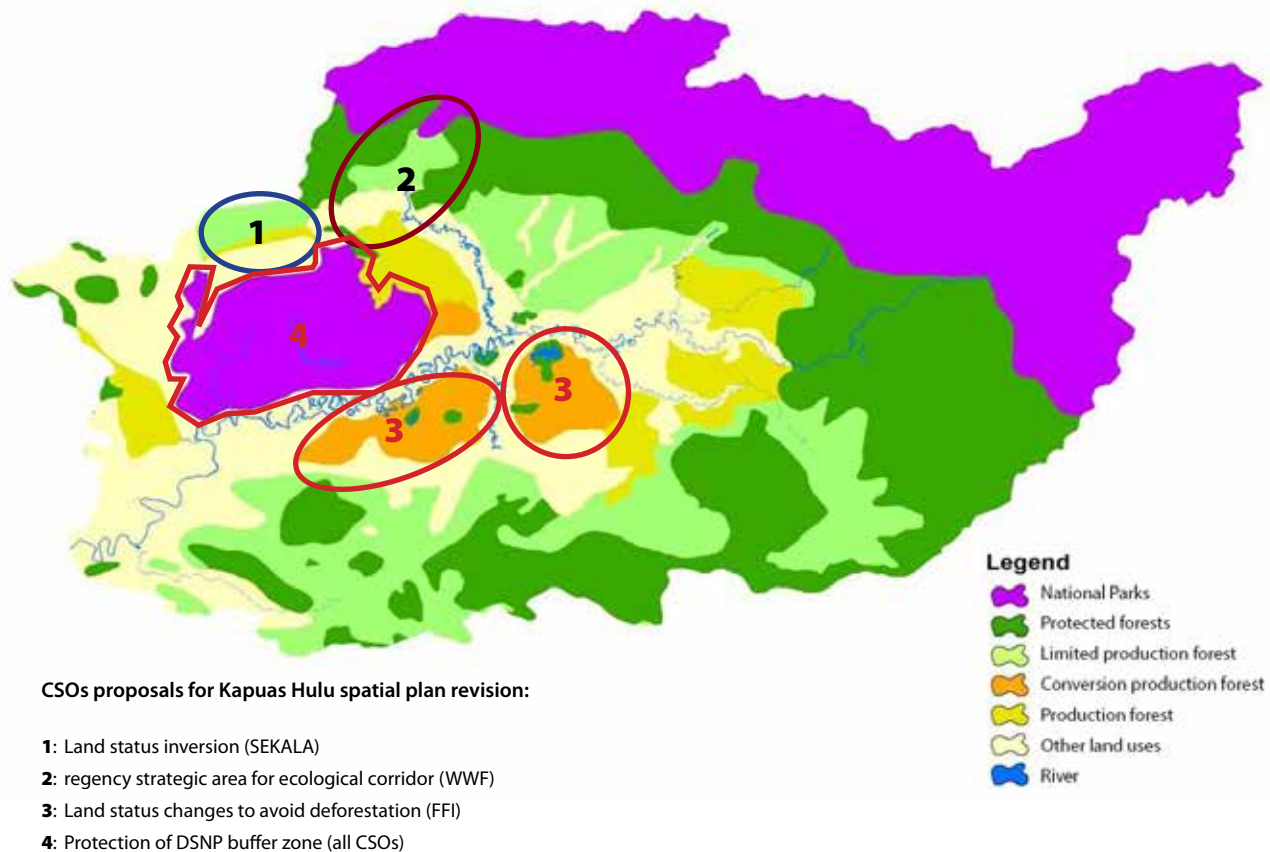 2
1
4
3
3
Legend
National Parks
Protected forests
Limited production forest
Conversion production forest
Production forest
Other land uses
River
CSOs proposals for Kapuas Hulu spatial plan revision:
1: Land status inversion (SEKALA)
2: regency strategic area for ecological corridor (WWF)
3: Land status changes to avoid deforestation (FFI)
4: Protection of DSNP buffer zone (all CSOs)